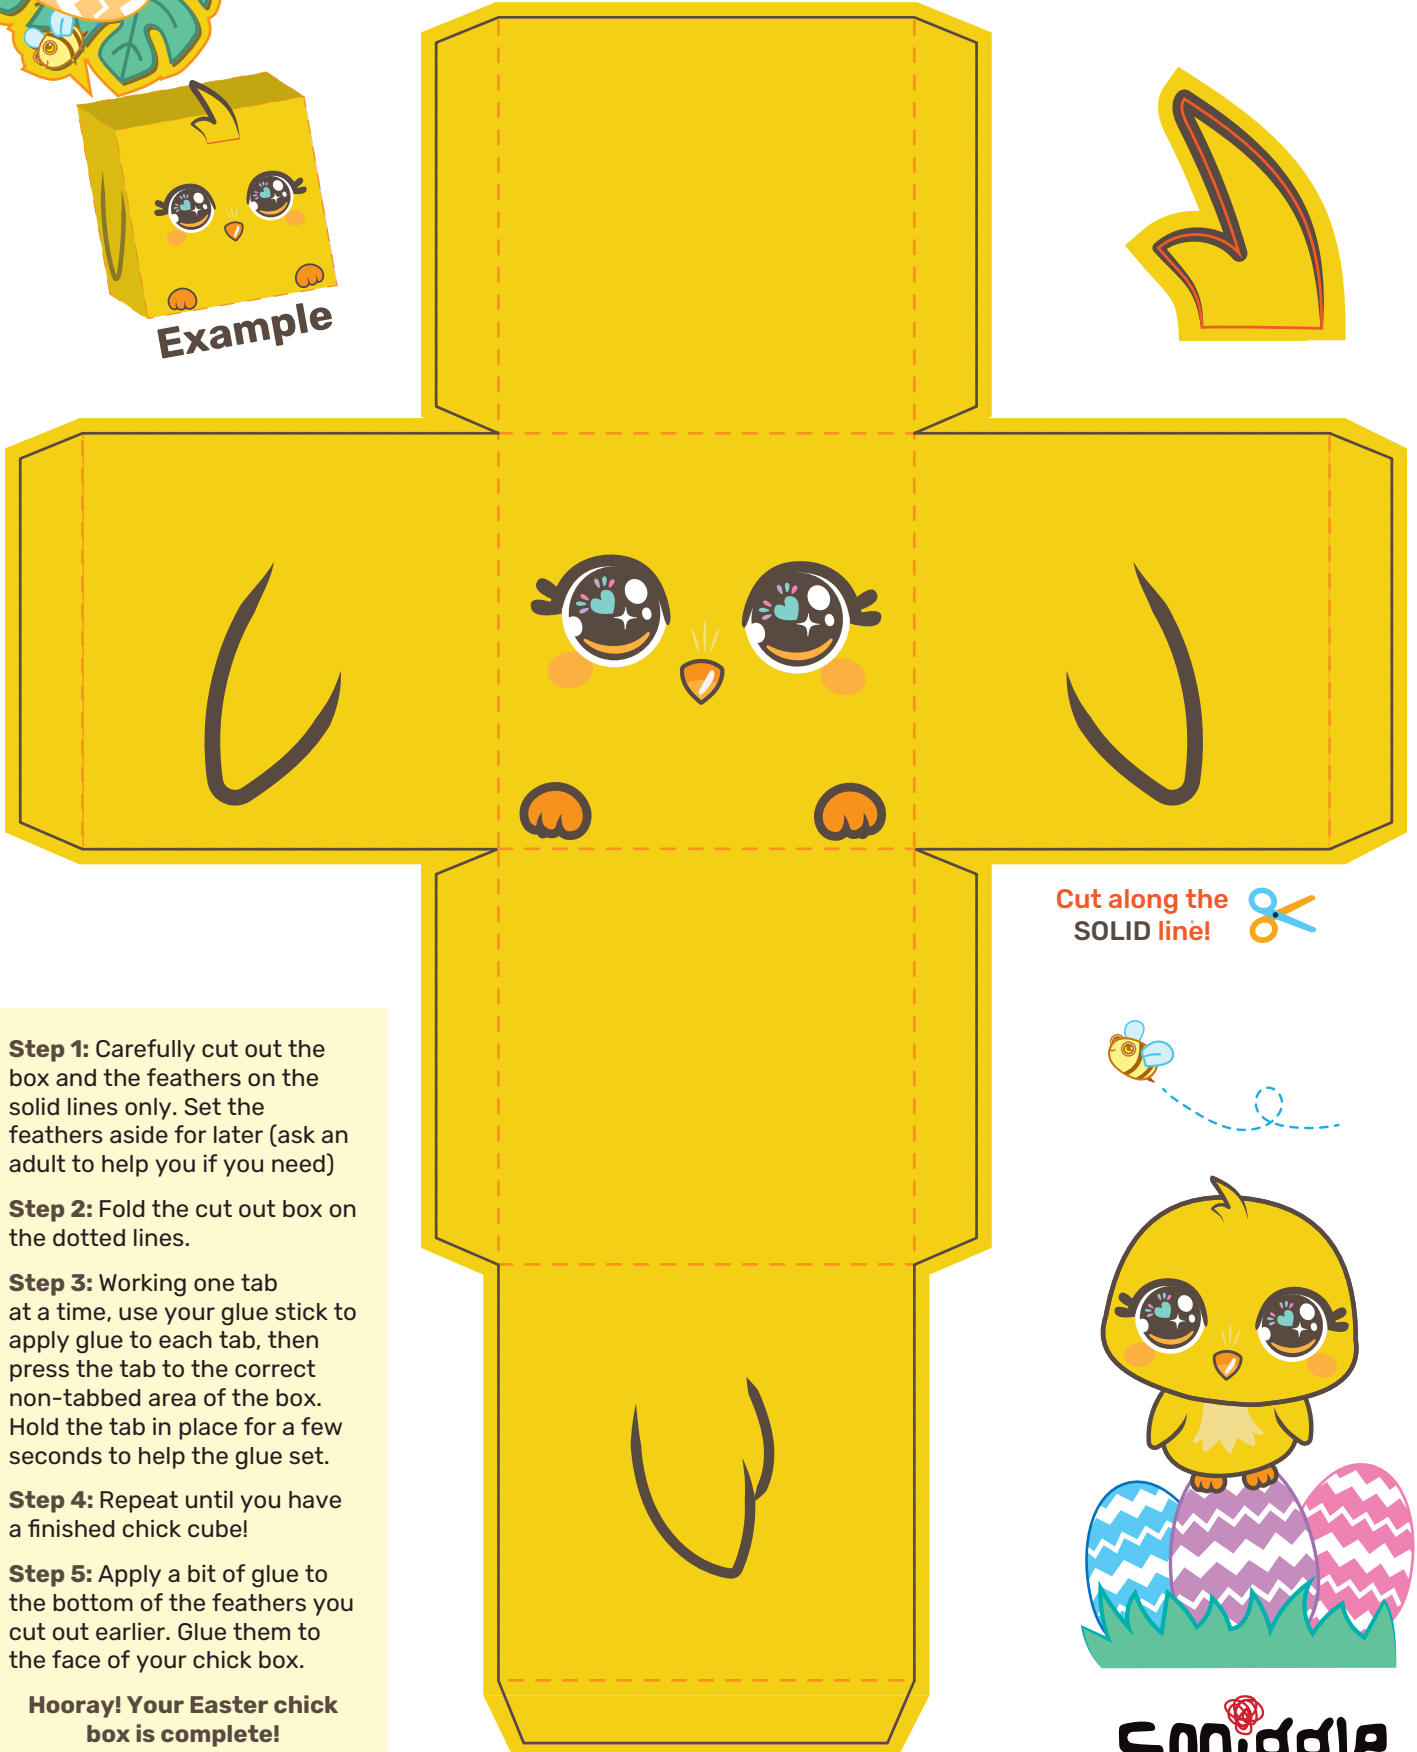 Example
Cut along the
SOLID line!
Step 1: Carefully cut out the
box and the feathers on the
solid lines only. Set the
feathers aside for later (ask an
adult to help you if you need)
Step 2: Fold the cut out box on
the dotted lines.
Step 3: Working one tab
at a time, use your glue stick to
apply glue to each tab, then
press the tab to the correct
non-tabbed area of the box.
Hold the tab in place for a few
seconds to help the glue set.
Step 4: Repeat until you have
a finished chick cube!
Step 5: Apply a bit of glue to
the bottom of the feathers you
cut out earlier. Glue them to
the face of your chick box.
Hooray! Your Easter chick
box is complete!
smiggle